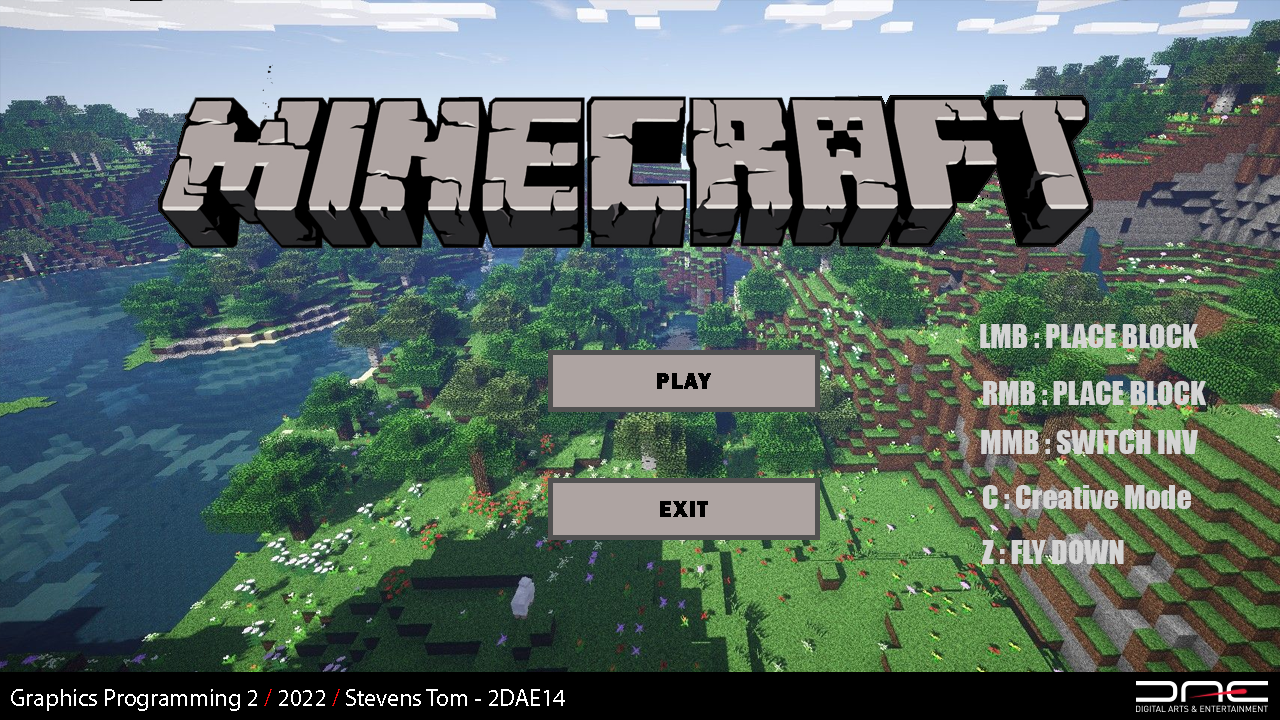 MINECRAFT
PLAY
EXIT
LMB : PLACE BLOCK
RMB : PLACE BLOCK
MMB : SWITCH INV
C : Creative Mode
Z : FLY DOWN
Graphics Programming 2 / 2022 / Stevens Tom - 2DAE14
DAE
DIGITAL ARTS & ENTERTAINMENT